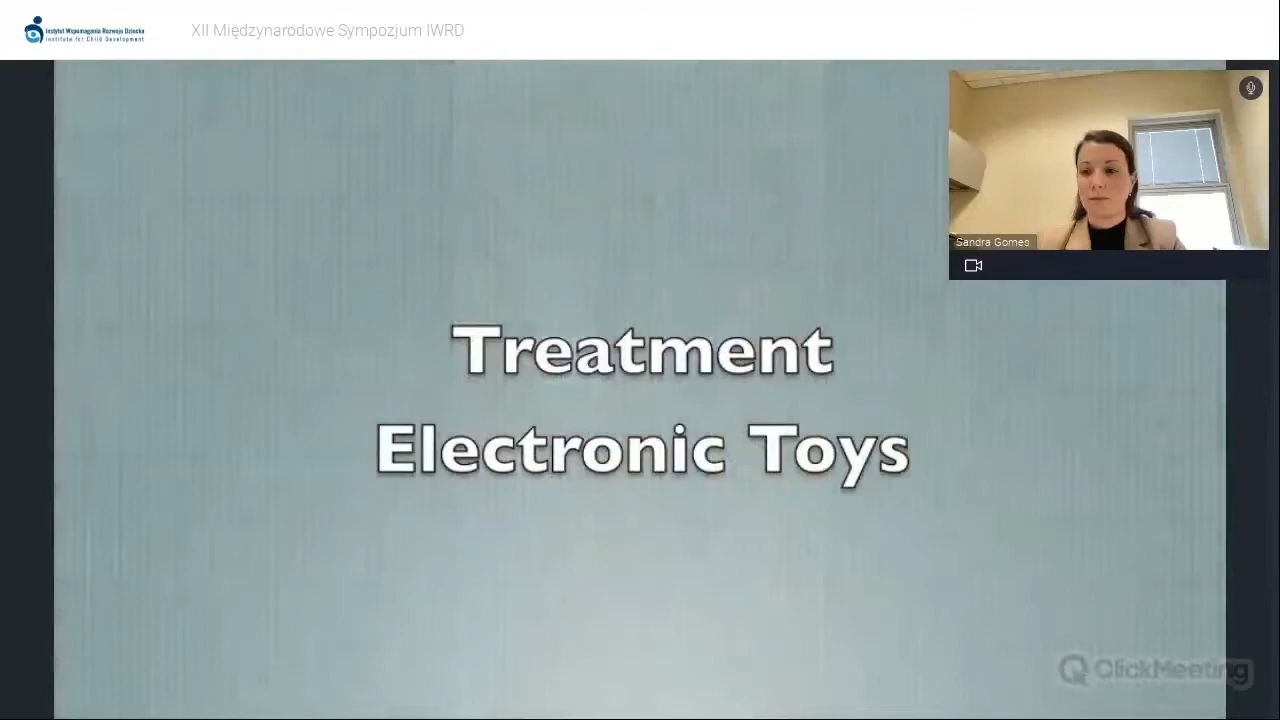 Instytut Wspomagania Rozwoju Dziecka
Institute for Child Development
XII Międzynarodowe Sympozjum IWRD
Sandra Gomes
Treatment
Electronic Toys
ClickMeeting